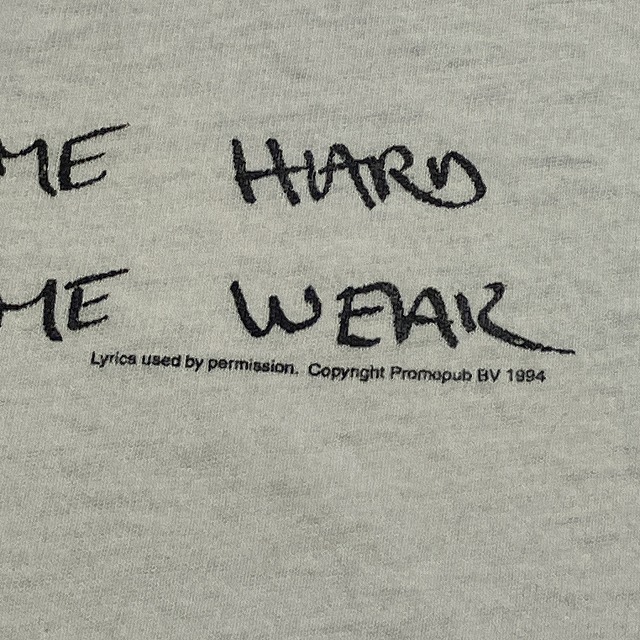 ME HARD
ME WEAK
Lyrics used by permission. Copyright Promopub BV 1994